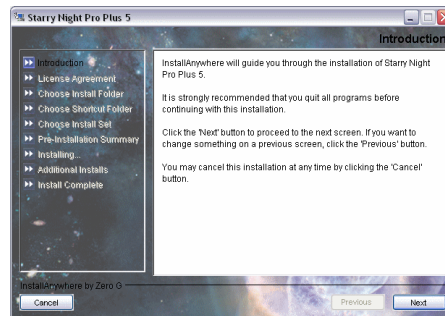 Starry Night Pro Plus 5
Introduction
Introduction
License Agreement
Choose Install Folder
Choose Shortcut Folder
Choose Install Set
Pre-Installation Summary
Installing...
Additional Installs
Install Complete
InstallAnywhere will guide you through the installation of Starry Night
Pro Plus 5.
It is strongly recommended that you quit all programs before
continuing with this installation.
Click the 'Next' button to proceed to the next screen. If you want to
change something on a previous screen, click the 'Previous' button.
You may cancel this installation at any time by clicking the 'Cancel'
button.
InstallAnywhere by Zero G
Cancel
Previous
Next